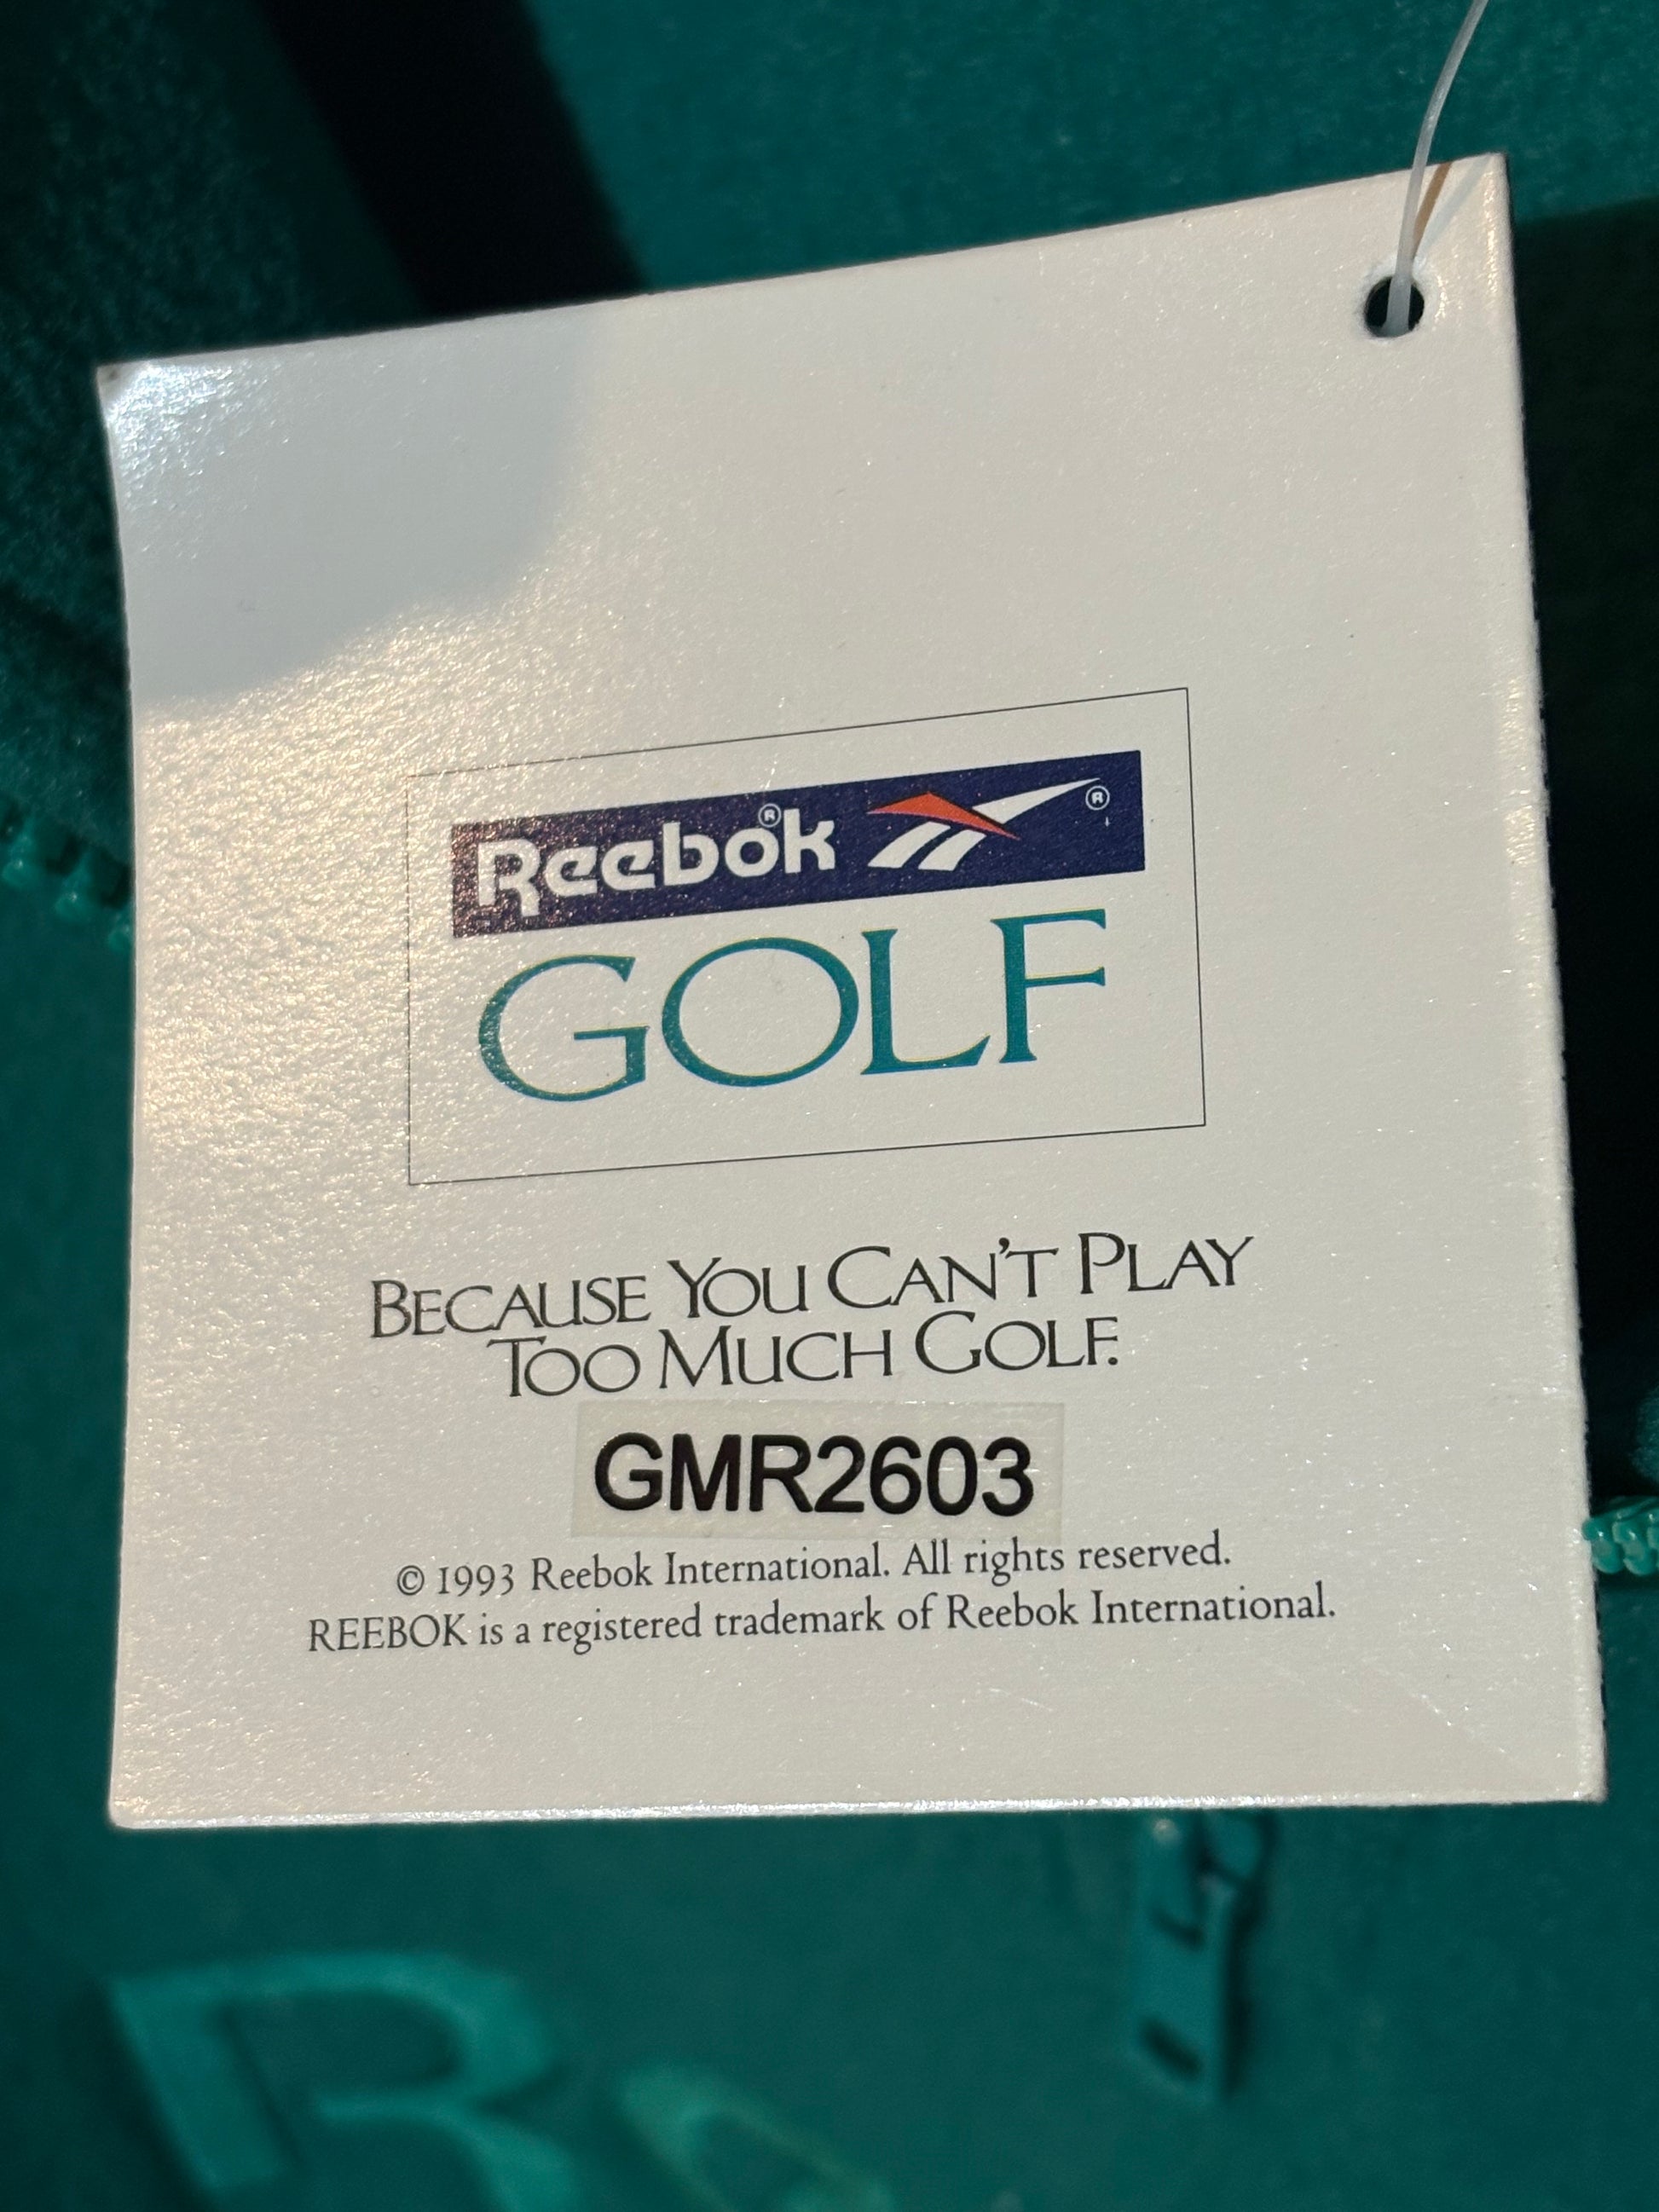 Reebok® ®
GOLF
BECAUSE YOU CAN'T PLAY
TOO MUCH GOLF.
GMR2603
© 1993 Reebok International. All rights reserved.
REEBOK is a registered trademark of Reebok International.
R